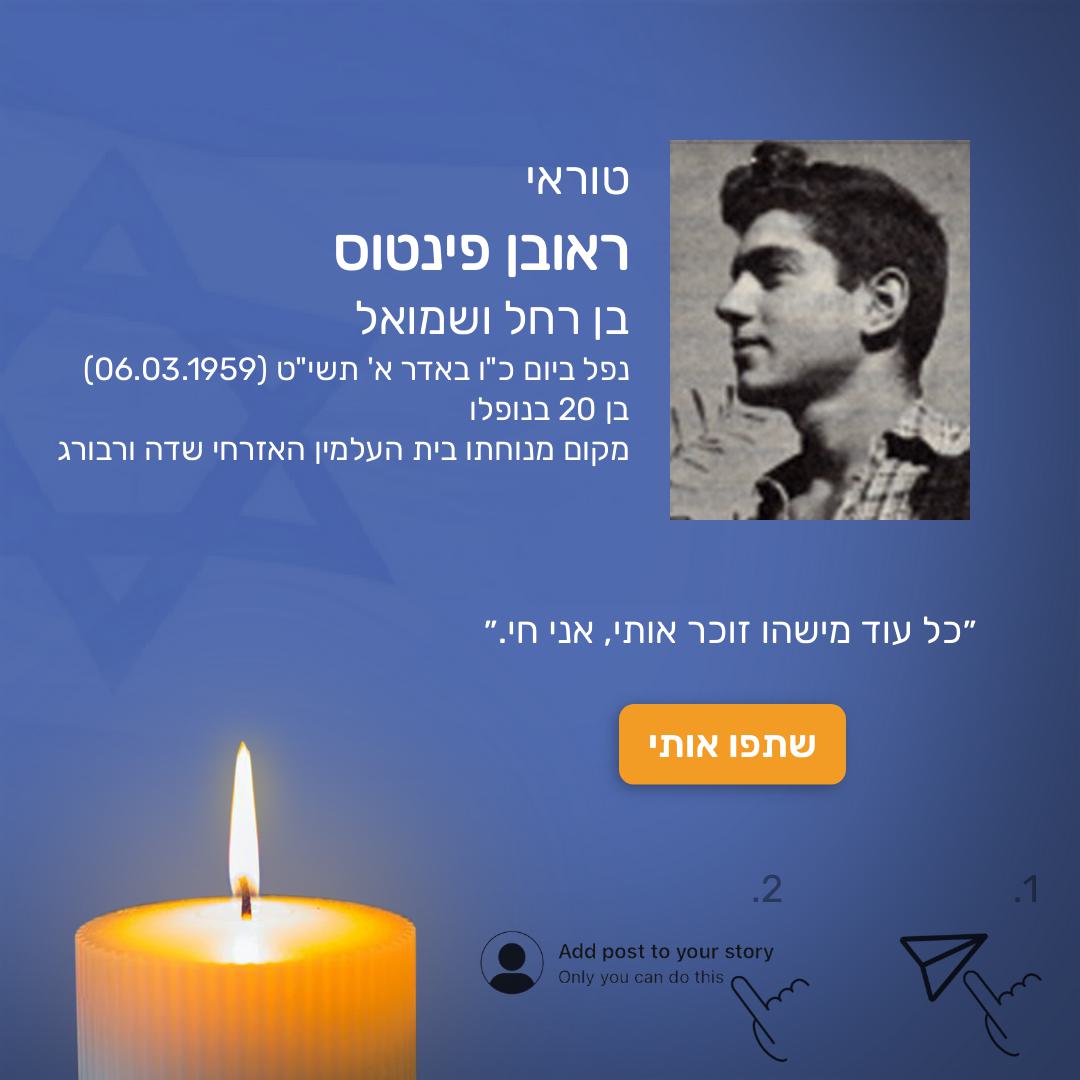 טוראי
ראובן פינטוס
בן רחל ושמואל
נפל ביום כ"ו באדר א' תשי"ט (06.03.1959)
בן 20 בנופלו
מקום מנוחתו בית העלמין האזרחי שדה ורבורג
״כל עוד מישהו זוכר אותי, אני חי.״
שתפו אותי
1.
2.
Add post to your story
Only you can do this